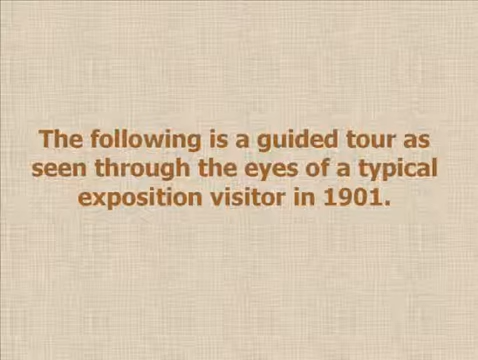 The following is a guided tour as
seen through the eyes of a typical
exposition visitor in 1901.